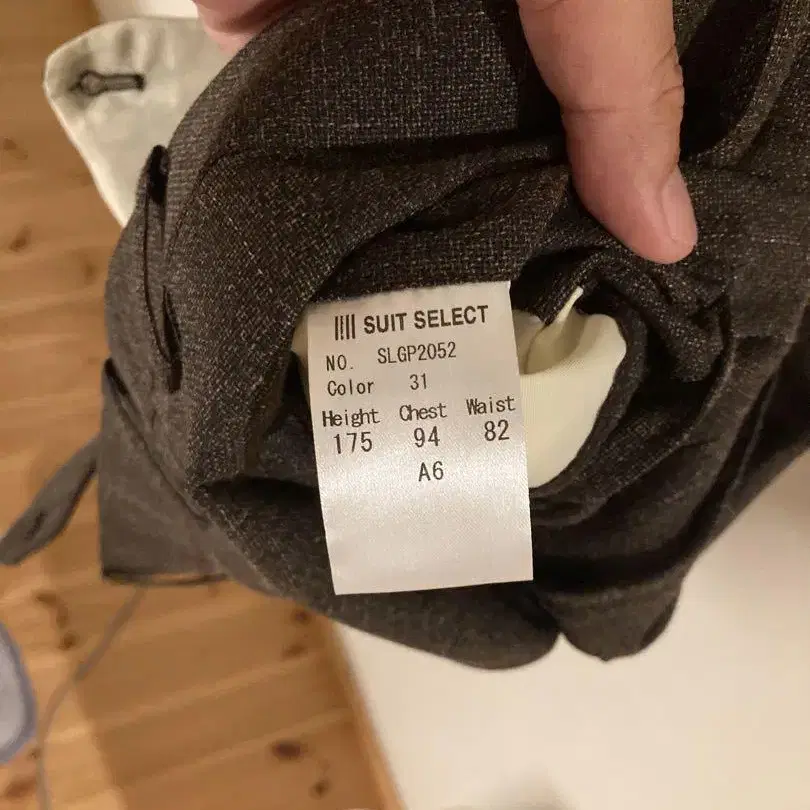 SUIT SELECT
NO. SLGP2052
Color 31
Height Chest Waist
175 94 82
A6